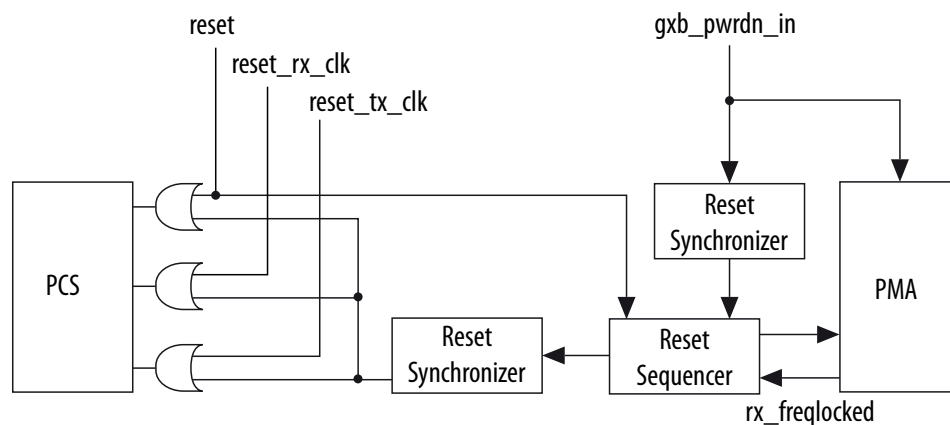 reset
gxb_pwrdn_in
reset_rx_clk
reset_tx_clk
Reset
Synchronizer
PCS
PMA
Reset
Synchronizer
Reset
Sequencer
rx_freqlocked